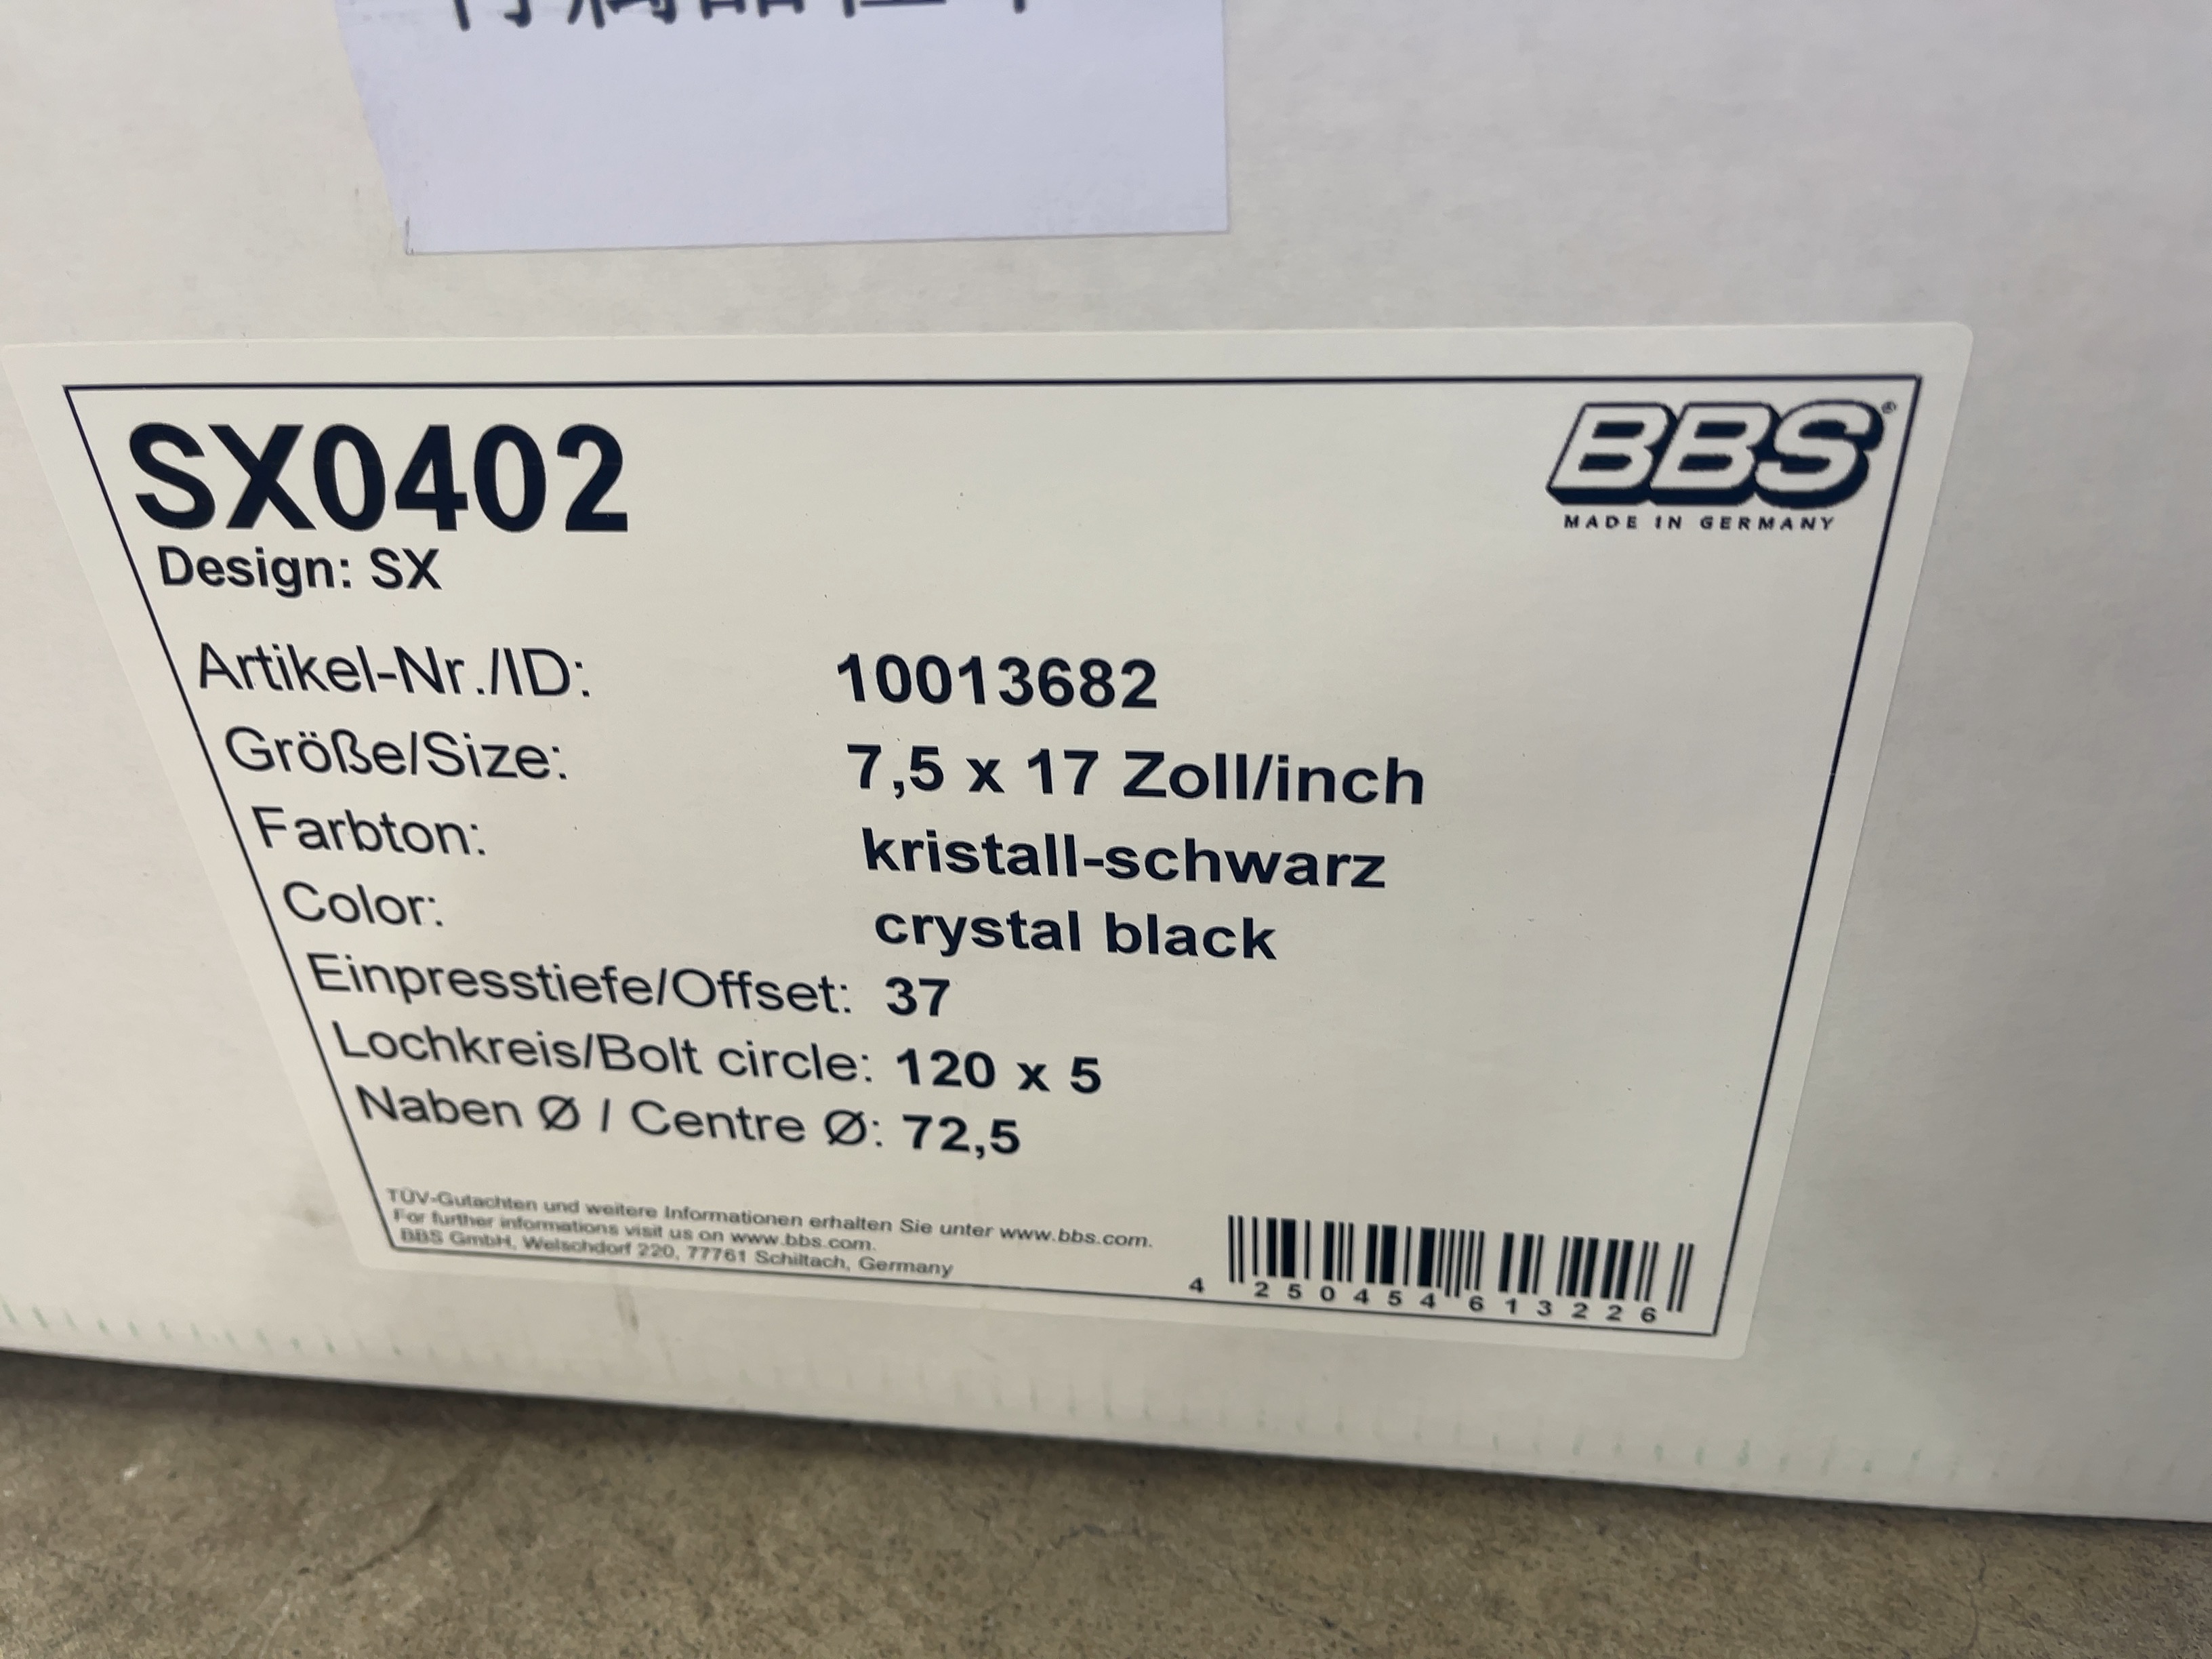 SX0402
BBS®
MADE IN GERMANY
Design: SX
Artikel-Nr./ID: 10013682
Größe/Size: 7,5 x 17 Zoll/inch
Farbton: kristall-schwarz
Color: crystal black
Einpresstiefe/Offset: 37
Lochkreis/Bolt circle: 120 x 5
Naben Ø / Centre Ø: 72,5
TÜV-Gutachten und weitere Informationen erhalten Sie unter www.bbs.com.
For further informations visit us on www.bbs.com.
BBS GmbH, Welschdorf 220, 77761 Schiltach, Germany
4 250454 613226